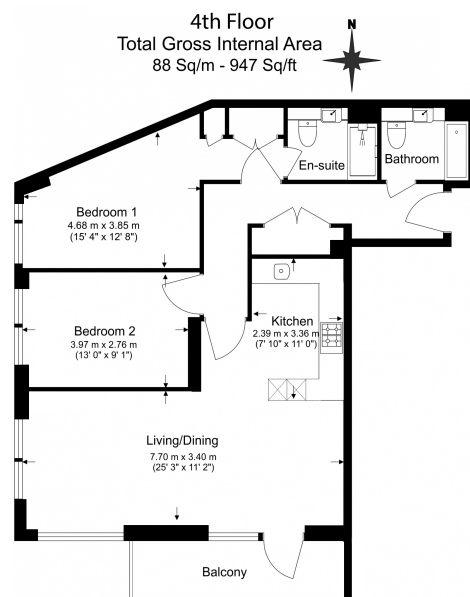 4th Floor
Total Gross Internal Area
88 Sq/m - 947 Sq/ft
N
En-suite
Bathroom
Bedroom 1
4.68 m x 3.85 m
(15' 4" x 12' 8")
Bedroom 2
3.97 m x 2.76 m
(13' 0" x 9' 1")
Kitchen
2.39 m x 3.36 m
(7' 10" x 11' 0")
Living/Dining
7.70 m x 3.40 m
(25' 3" x 11' 2")
Balcony